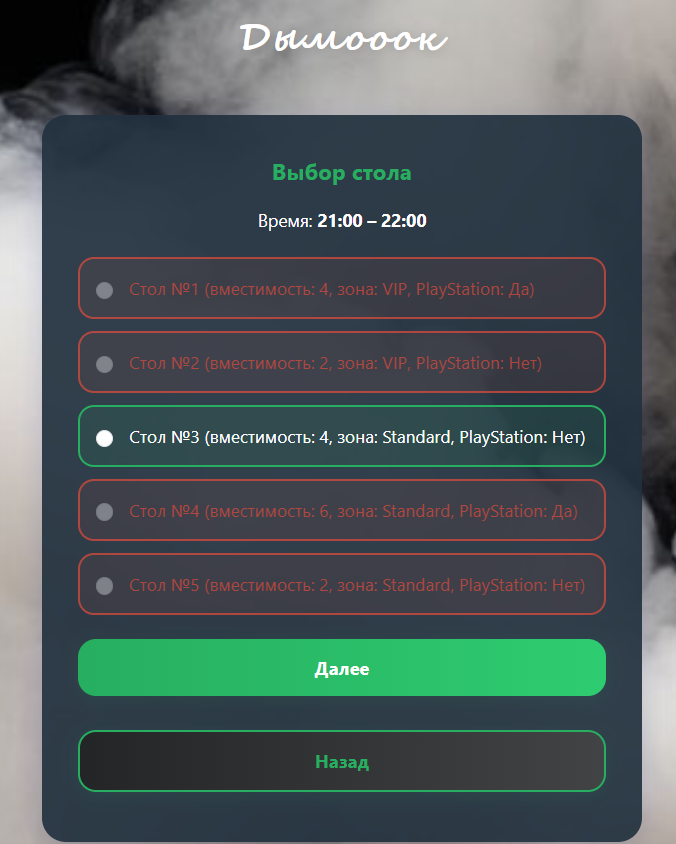 Дымооок
Выбор стола
Время: 21:00 – 22:00
Стол №1 (вместимость: 4, зона: VIP, PlayStation: Да)
Стол №2 (вместимость: 2, зона: VIP, PlayStation: Нет)
Стол №3 (вместимость: 4, зона: Standard, PlayStation: Нет)
Стол №4 (вместимость: 6, зона: Standard, PlayStation: Да)
Стол №5 (вместимость: 2, зона: Standard, PlayStation: Нет)
Далее
Назад